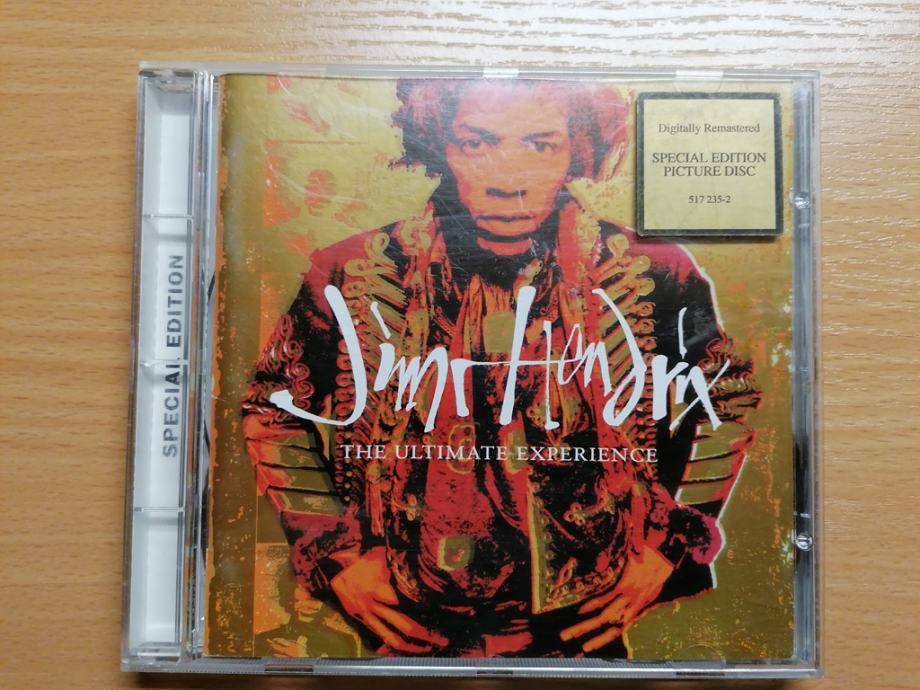 SPECIAL EDITION
Digitally Remastered
SPECIAL EDITION
PICTURE DISC
517 235-2
Jimi Hendrix
THE ULTIMATE EXPERIENCE